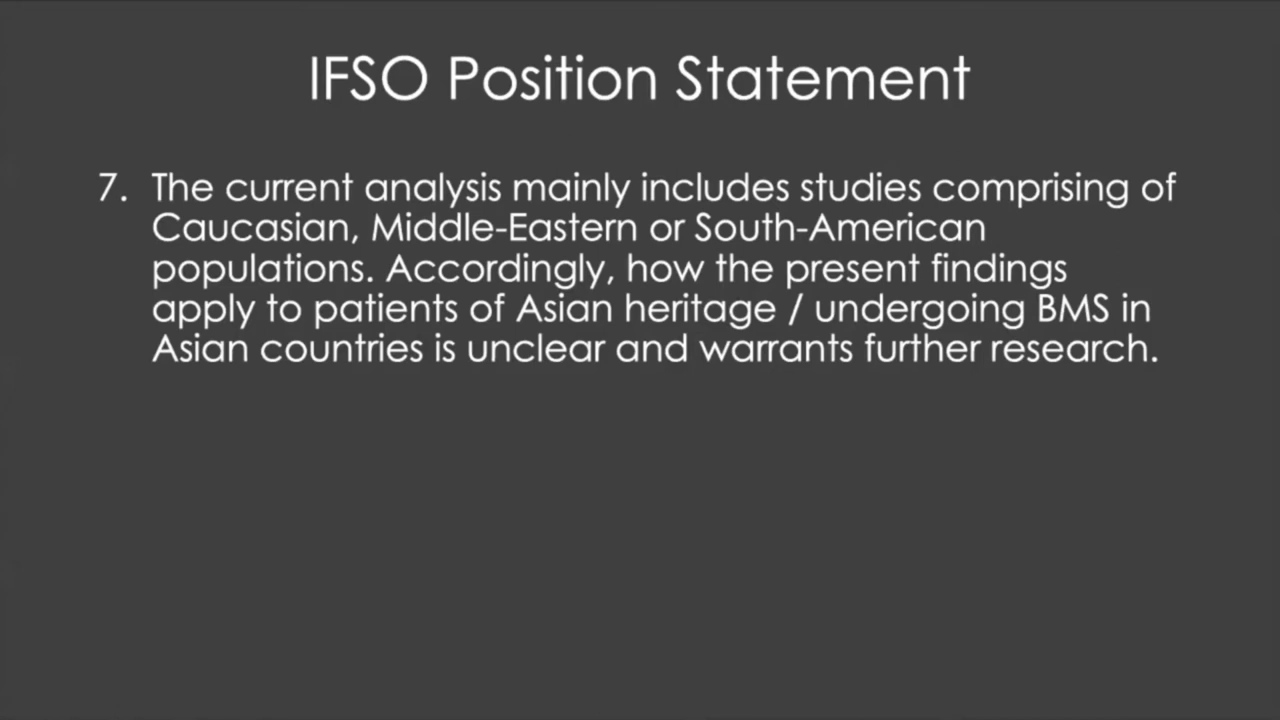 IFSO Position Statement
7. The current analysis mainly includes studies comprising of
Caucasian, Middle-Eastern or South-American
populations. Accordingly, how the present findings
apply to patients of Asian heritage / undergoing BMS in
Asian countries is unclear and warrants further research.